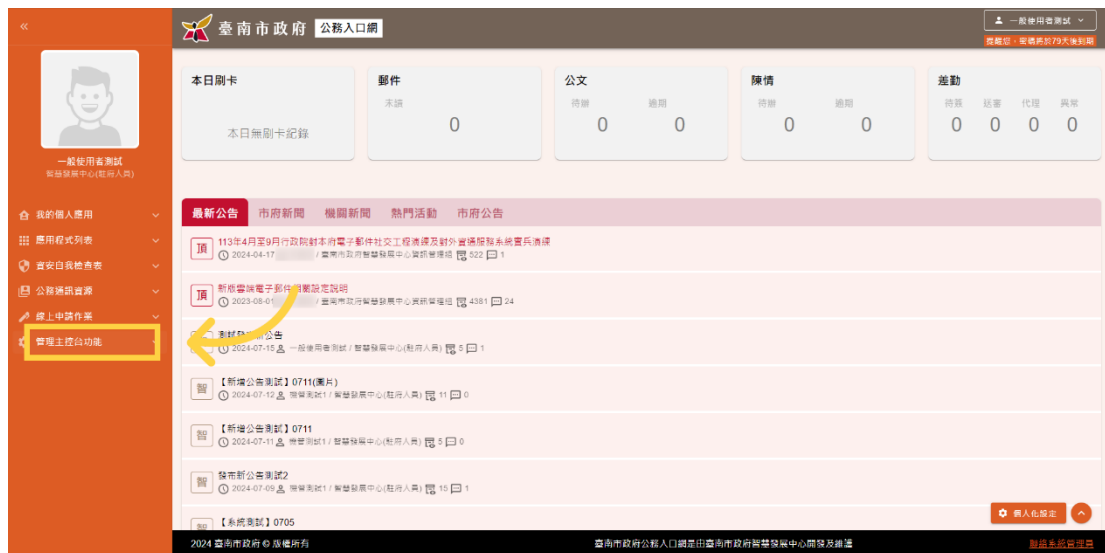 «
臺南市政府 公務入口網
一般使用者測試
提醒您，密碼將於79天後到期
一般使用者測試
智慧發展中心(駐府人員)
我的個人應用
應用程式列表
資安自我檢查表
公務通訊資源
線上申請作業
管理主控台功能
本日刷卡
本日無刷卡紀錄
郵件
未讀
0
公文
待辦 逾期
0 0
陳情
待辦 逾期
0 0
差勤
待簽 送審 代理 異常
0 0 0 0
最新公告 市府新聞 機關新聞 熱門活動 市府公告
頂 113年4月至9月行政院對本府電子郵件社交工程演練及對外資通服務系統實兵演練
2024-04-17 / 臺南市政府智慧發展中心資訊管理組 522 1
頂 新版雲端電子郵件相關設定說明
2023-08-01 / 臺南市政府智慧發展中心資訊管理組 4381 24
測試發布新公告
2024-07-15 一般使用者測試 / 智慧發展中心(駐府人員) 5 1
智 【新增公告測試】0711(圖片)
2024-07-12 機管測試1 / 智慧發展中心(駐府人員) 11 0
智 【新增公告測試】0711
2024-07-11 機管測試1 / 智慧發展中心(駐府人員) 5 0
智 發布新公告測試2
2024-07-09 機管測試1 / 智慧發展中心(駐府人員) 15 1
智 【系統測試】0705
個人化設定
2024 臺南市政府 © 版權所有
臺南市政府公務入口網是由臺南市政府智慧發展中心開發及維護
聯絡系統管理員